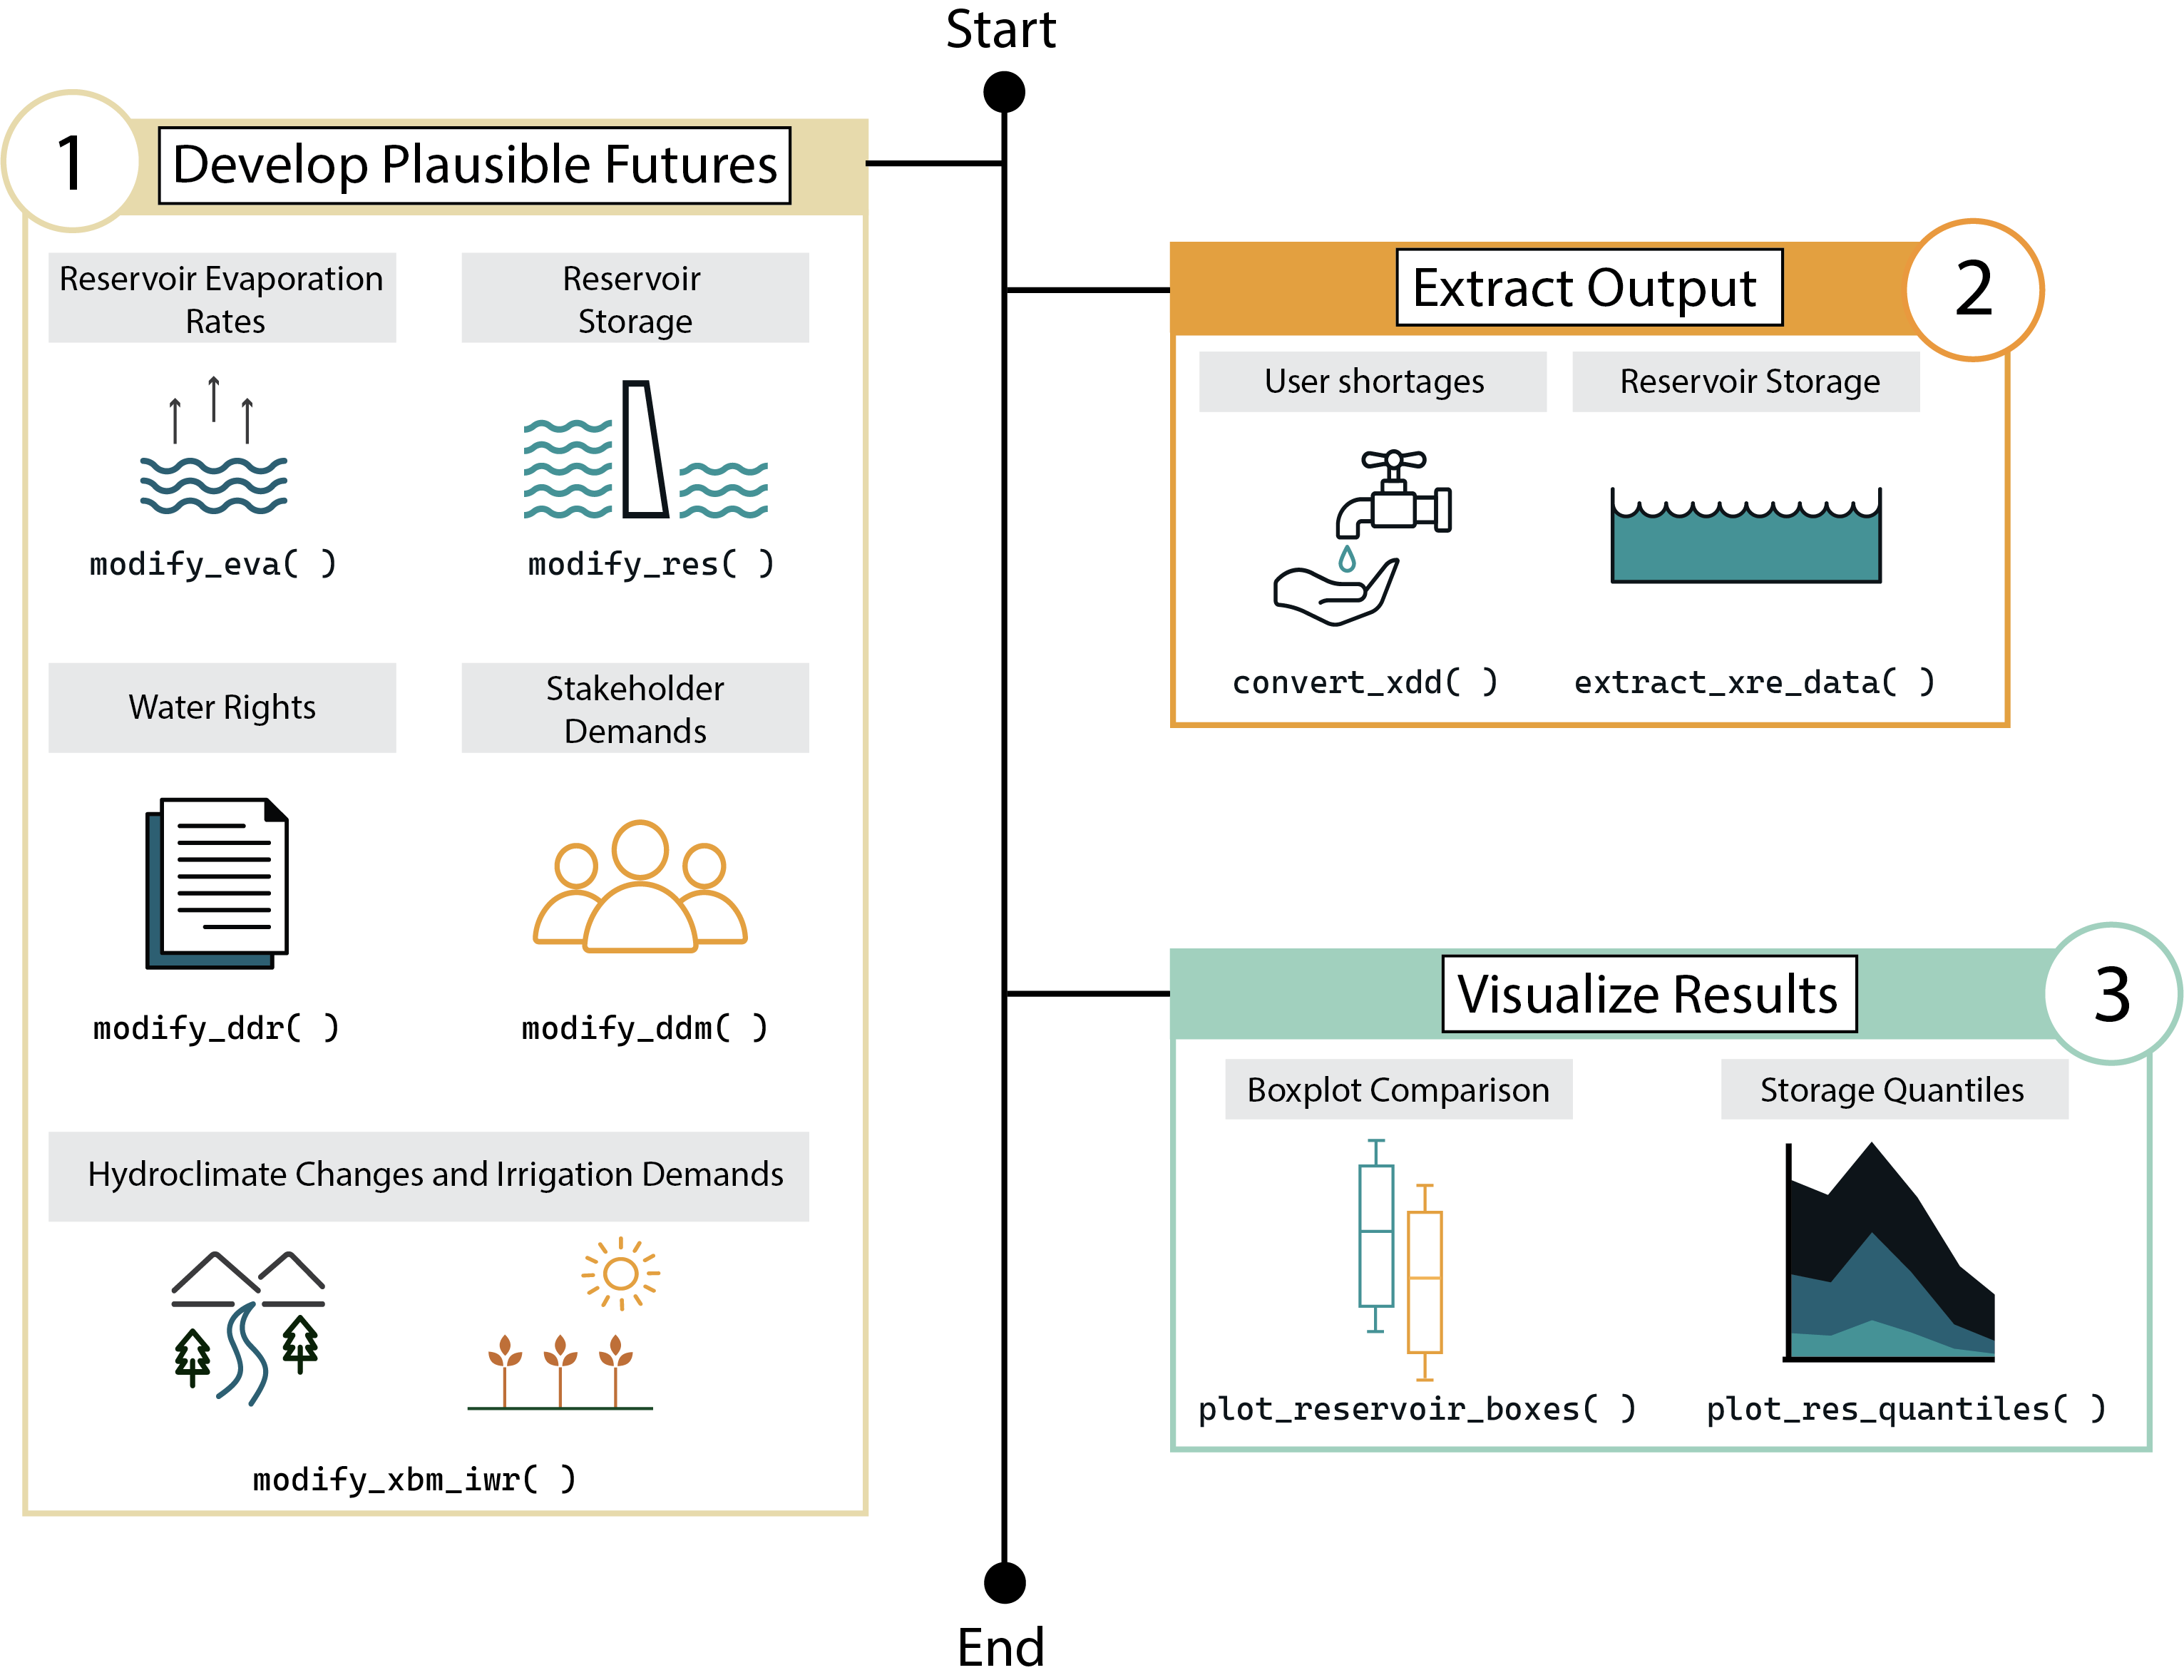 Start
1
Develop Plausible Futures
Reservoir Evaporation
Rates
modify_eva( )
Reservoir
Storage
modify_res( )
Water Rights
modify_ddr( )
Stakeholder
Demands
modify_ddm( )
Hydroclimate Changes and Irrigation Demands
modify_xbm_iwr( )
Extract Output
2
User shortages
convert_xdd( )
Reservoir Storage
extract_xre_data( )
Visualize Results
3
Boxplot Comparison
plot_reservoir_boxes( )
Storage Quantiles
plot_res_quantiles( )
End